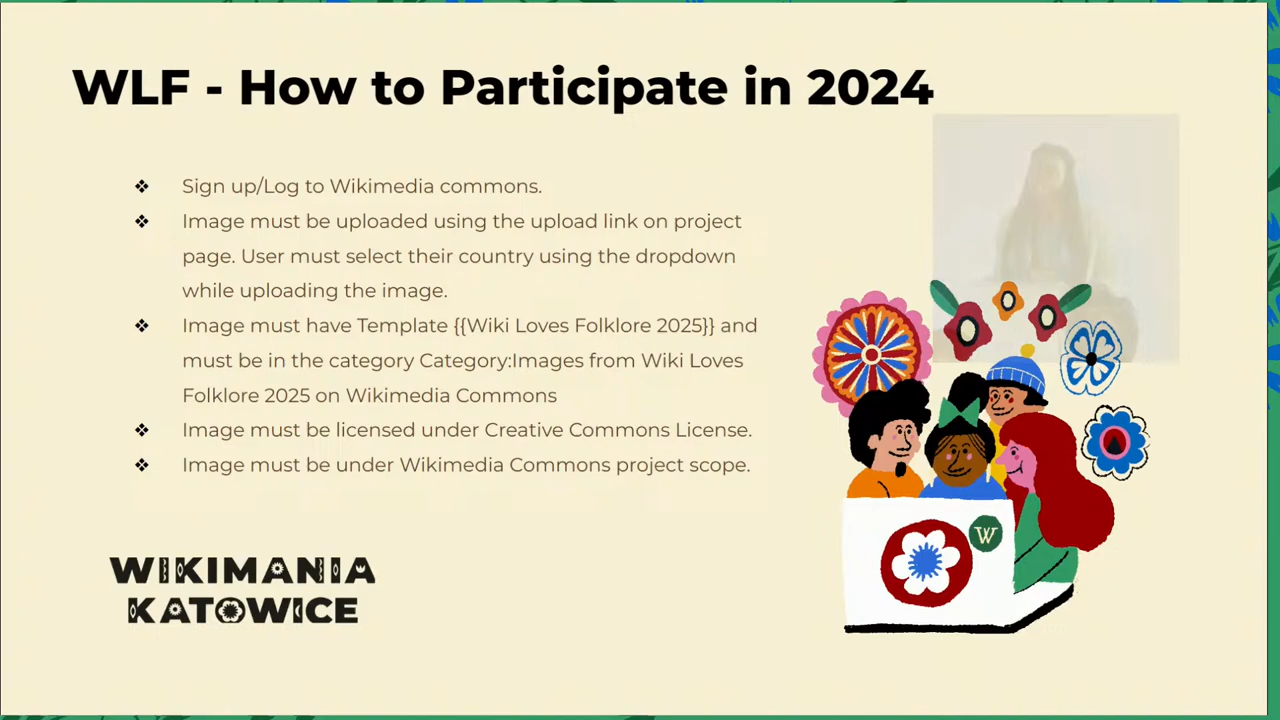 WLF - How to Participate in 2024
❖ Sign up/Log to Wikimedia commons.
❖ Image must be uploaded using the upload link on project
page. User must select their country using the dropdown
while uploading the image.
❖ Image must have Template {{Wiki Loves Folklore 2025}} and
must be in the category Category:Images from Wiki Loves
Folklore 2025 on Wikimedia Commons
❖ Image must be licensed under Creative Commons License.
❖ Image must be under Wikimedia Commons project scope.
W
WIKIMANIA
KATOWICE